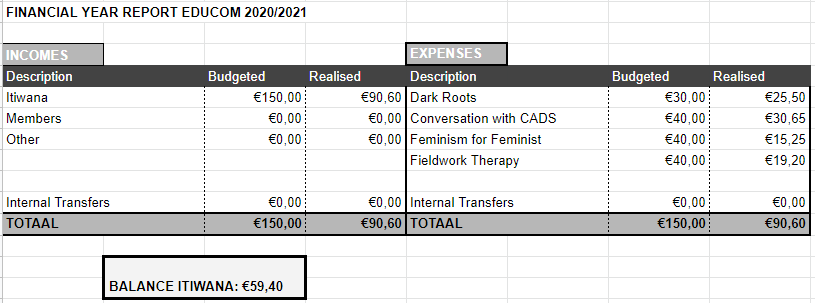 FINANCIAL YEAR REPORT EDUCOM 2020/2021
INCOMES EXPENSES
Description Budgeted Realised Description Budgeted Realised
Itiwana €150,00 €90,60 Dark Roots €30,00 €25,50
Members €0,00 €0,00 Conversation with CADS €40,00 €30,65
Other €0,00 €0,00 Feminism for Feminist €40,00 €15,25
Fieldwork Therapy €40,00 €19,20
Internal Transfers €0,00 €0,00 Internal Transfers €0,00 €0,00
TOTAAL €150,00 €90,60 TOTAAL €150,00 €90,60
BALANCE ITIWANA: €59,40